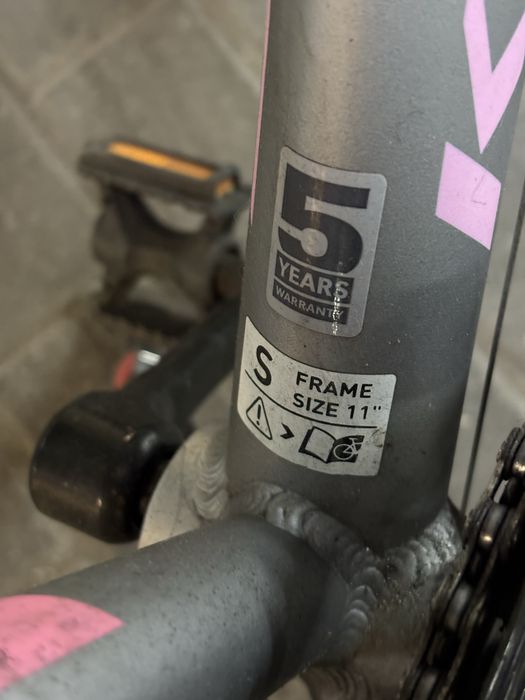 5
YEARS
WARRANTY
S FRAME
SIZE 11"